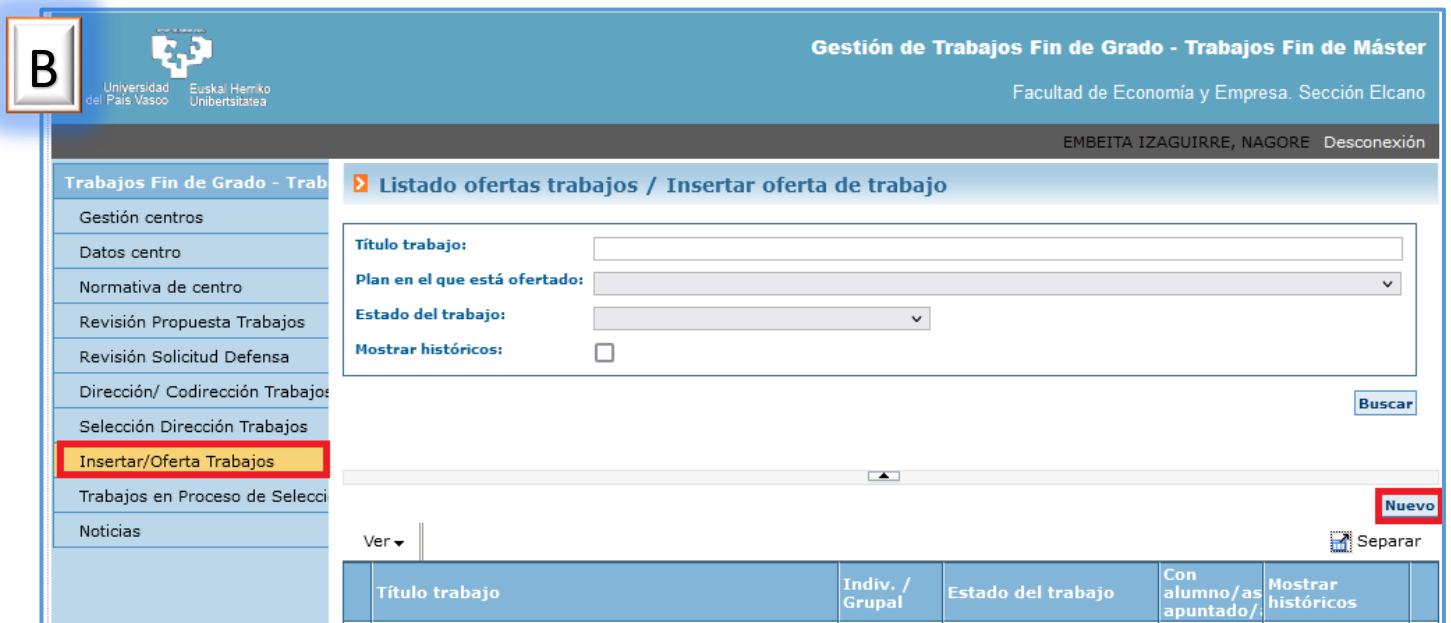 B
Universidad del País Vasco
Euskal Herriko Unibertsitatea
Gestión de Trabajos Fin de Grado - Trabajos Fin de Máster
Facultad de Economía y Empresa. Sección Elcano
EMBEITA IZAGUIRRE, NAGORE Desconexión
Trabajos Fin de Grado - Trab
Gestión centros
Datos centro
Normativa de centro
Revisión Propuesta Trabajos
Revisión Solicitud Defensa
Dirección/ Codirección Trabajos
Selección Dirección Trabajos
Insertar/Oferta Trabajos
Trabajos en Proceso de Selecci
Noticias
Listado ofertas trabajos / Insertar oferta de trabajo
Título trabajo:
Plan en el que está ofertado:
Estado del trabajo:
Mostrar históricos:
Buscar
Nuevo
Ver
Separar
Título trabajo
Indiv. /
Grupal
Estado del trabajo
Con
alumno/as
apuntado/a
Mostrar
históricos